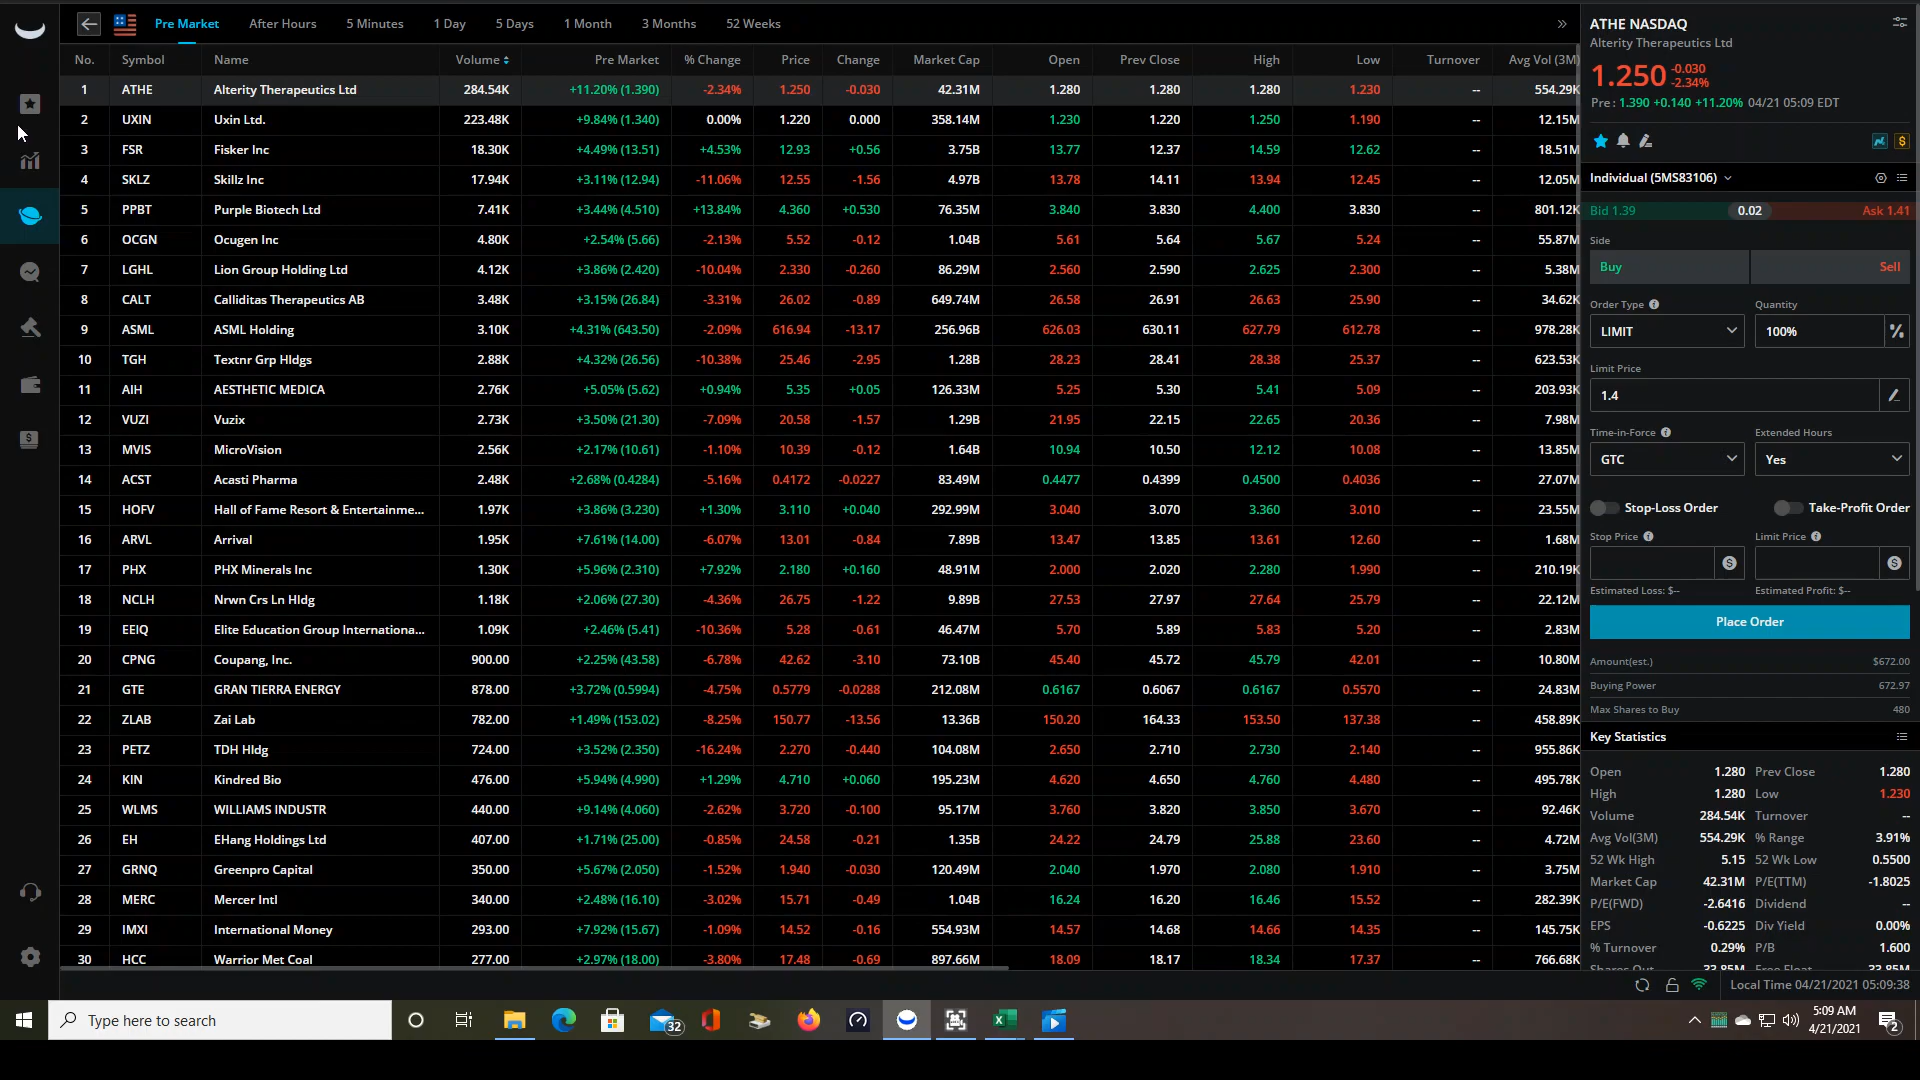 Pre Market After Hours 5 Minutes 1 Day 5 Days 1 Month 3 Months 52 Weeks
No. Symbol Name Volume Pre Market % Change Price Change Market Cap Open Prev Close High Low Turnover Avg Vol (3M)
1 ATHE Alterity Therapeutics Ltd 284.54K +11.20% (1.390) -2.34% 1.250 -0.030 42.31M 1.280 1.280 1.280 1.230 -- 554.29K
2 UXIN Uxin Ltd. 223.48K +9.84% (1.340) 0.00% 1.220 0.000 358.14M 1.230 1.220 1.250 1.190 -- 12.15M
3 FSR Fisker Inc 18.30K +4.49% (13.51) +4.53% 12.93 +0.56 3.75B 13.77 12.37 14.59 12.62 -- 18.51M
4 SKLZ Skillz Inc 17.94K +3.11% (12.94) -11.06% 12.55 -1.56 4.97B 13.78 14.11 13.94 12.45 -- 12.05M
5 PPBT Purple Biotech Ltd 7.41K +3.44% (4.510) +13.84% 4.360 +0.530 76.35M 3.840 3.830 4.400 3.830 -- 801.12K
6 OCGN Ocugen Inc 4.80K +2.54% (5.66) -2.13% 5.52 -0.12 1.04B 5.61 5.64 5.67 5.24 -- 55.87M
7 LGHL Lion Group Holding Ltd 4.12K +3.86% (2.420) -10.04% 2.330 -0.260 86.29M 2.560 2.590 2.625 2.300 -- 5.38M
8 CALT Calliditas Therapeutics AB 3.48K +3.15% (26.84) -3.31% 26.02 -0.89 649.74M 26.58 26.91 26.63 25.90 -- 34.62K
9 ASML ASML Holding 3.10K +4.31% (643.50) -2.09% 616.94 -13.17 256.96B 626.03 630.11 627.79 612.78 -- 978.28K
10 TGH Textnr Grp Hldgs 2.88K +4.32% (26.56) -10.38% 25.46 -2.95 1.28B 28.23 28.41 28.38 25.37 -- 623.53K
11 AIH AESTHETIC MEDICA 2.76K +5.05% (5.62) +0.94% 5.35 +0.05 126.33M 5.25 5.30 5.41 5.09 -- 203.93K
12 VUZI Vuzix 2.73K +3.50% (21.30) -7.09% 20.58 -1.57 1.29B 21.95 22.15 22.65 20.36 -- 7.98M
13 MVIS MicroVision 2.56K +2.17% (10.61) -1.10% 10.39 -0.12 1.64B 10.94 10.50 12.12 10.08 -- 13.85M
14 ACST Acasti Pharma 2.48K +2.68% (0.4284) -5.16% 0.4172 -0.0227 83.49M 0.4477 0.4399 0.4500 0.4036 -- 27.07M
15 HOFV Hall of Fame Resort & Entertainme... 1.97K +3.86% (3.230) +1.30% 3.110 +0.040 292.99M 3.040 3.070 3.360 3.010 -- 23.55M
16 ARVL Arrival 1.95K +7.61% (14.00) -6.07% 13.01 -0.84 7.89B 13.47 13.85 13.61 12.60 -- 1.68M
17 PHX PHX Minerals Inc 1.30K +5.96% (2.310) +7.92% 2.180 +0.160 48.91M 2.000 2.020 2.280 1.990 -- 210.19K
18 NCLH Nrwn Crs Ln Hldg 1.18K +2.06% (27.30) -4.36% 26.75 -1.22 9.89B 27.53 27.97 27.64 25.79 -- 22.12M
19 EEIQ Elite Education Group Internationa... 1.09K +2.46% (5.41) -10.36% 5.28 -0.61 46.47M 5.70 5.89 5.83 5.20 -- 2.83M
20 CPNG Coupang, Inc. 900.00 +2.25% (43.58) -6.78% 42.62 -3.10 73.10B 45.40 45.72 45.79 42.01 -- 10.80M
21 GTE GRAN TIERRA ENERGY 878.00 +3.72% (0.5994) -4.75% 0.5779 -0.0288 212.08M 0.6167 0.6067 0.6167 0.5570 -- 24.83M
22 ZLAB Zai Lab 782.00 +1.49% (153.02) -8.25% 150.77 -13.56 13.36B 150.20 164.33 153.50 137.38 -- 458.89K
23 PETZ TDH Hldg 724.00 +3.52% (2.350) -16.24% 2.270 -0.440 104.08M 2.650 2.710 2.730 2.140 -- 955.86K
24 KIN Kindred Bio 476.00 +5.94% (4.990) +1.29% 4.710 +0.060 195.23M 4.620 4.650 4.760 4.480 -- 495.78K
25 WLMS WILLIAMS INDUSTR 440.00 +9.14% (4.060) -2.62% 3.720 -0.100 95.17M 3.760 3.820 3.850 3.670 -- 92.46K
26 EH EHang Holdings Ltd 407.00 +1.71% (25.00) -0.85% 24.58 -0.21 1.35B 24.22 24.79 25.88 23.60 -- 4.72M
27 GRNQ Greenpro Capital 350.00 +5.67% (2.050) -1.52% 1.940 -0.030 120.49M 2.040 1.970 2.080 1.910 -- 3.75M
28 MERC Mercer Intl 340.00 +2.48% (16.10) -3.02% 15.71 -0.49 1.04B 16.24 16.20 16.46 15.52 -- 282.39K
29 IMXI International Money 293.00 +7.92% (15.67) -1.09% 14.52 -0.16 554.93M 14.57 14.68 14.66 14.35 -- 145.75K
30 HCC Warrior Met Coal 277.00 +2.97% (18.00) -3.80% 17.48 -0.69 897.66M 18.09 18.17 18.34 17.37 -- 766.68K
ATHE NASDAQ
Alterity Therapeutics Ltd
1.250 -0.030
-2.34%
Pre: 1.390 +0.140 +11.20% 04/21 05:09 EDT
Individual (5MS83106)
Bid 1.39 0.02 Ask 1.41
Side
Buy Sell
Order Type Quantity
LIMIT 100%
Limit Price
1.4
Time-in-Force Extended Hours
GTC Yes
Stop-Loss Order Take-Profit Order
Stop Price Limit Price
Estimated Loss: $-- Estimated Profit: $--
Place Order
Amount(est.) $672.00
Buying Power 672.97
Max Shares to Buy 480
Key Statistics
Open 1.280 Prev Close 1.280
High 1.280 Low 1.230
Volume 284.54K Turnover --
Avg Vol(3M) 554.29K % Range 3.91%
52 Wk High 5.15 52 Wk Low 0.5500
Market Cap 42.31M P/E(TTM) -1.8025
P/E(FWD) -2.6416 Dividend --
EPS -0.6225 Div Yield 0.00%
% Turnover 0.29% P/B 1.600
Shares Out 33.85M Free Float 33.85M
Local Time 04/21/2021 05:09:38
Type here to search 32 5:09 AM
4/21/2021 2